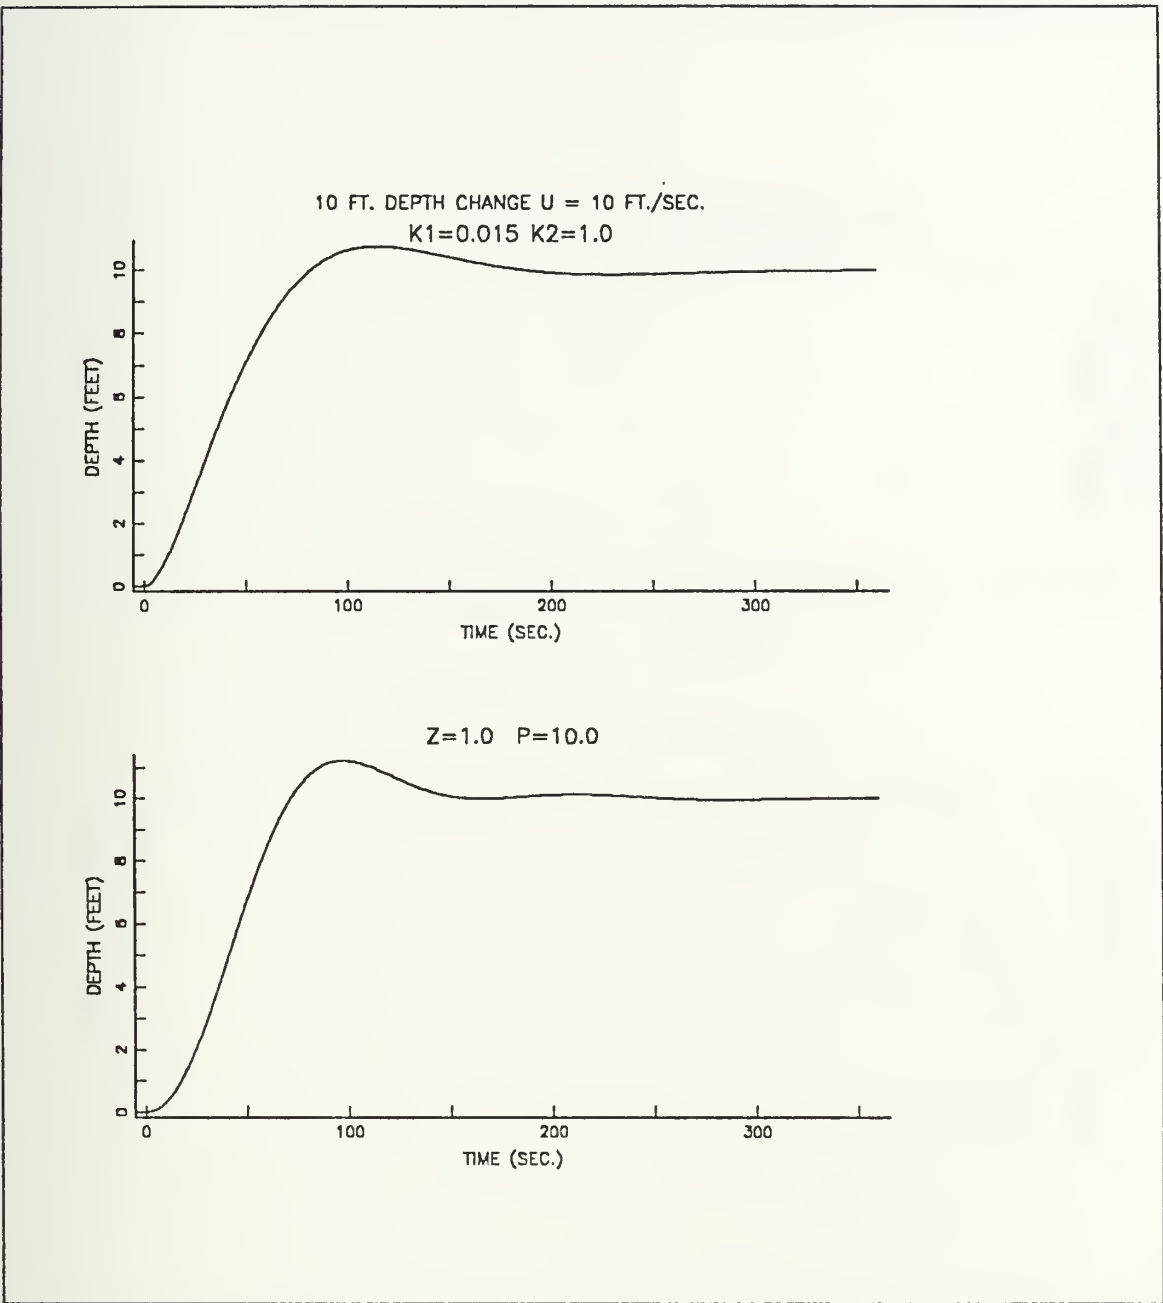 10 FT. DEPTH CHANGE U = 10 FT./SEC.
K1=0.015 K2=1.0
DEPTH (FEET)
10
8
6
4
2
0
0 100 200 300
TIME (SEC.)
Z=1.0 P=10.0
DEPTH (FEET)
10
8
6
4
2
0
0 100 200 300
TIME (SEC.)